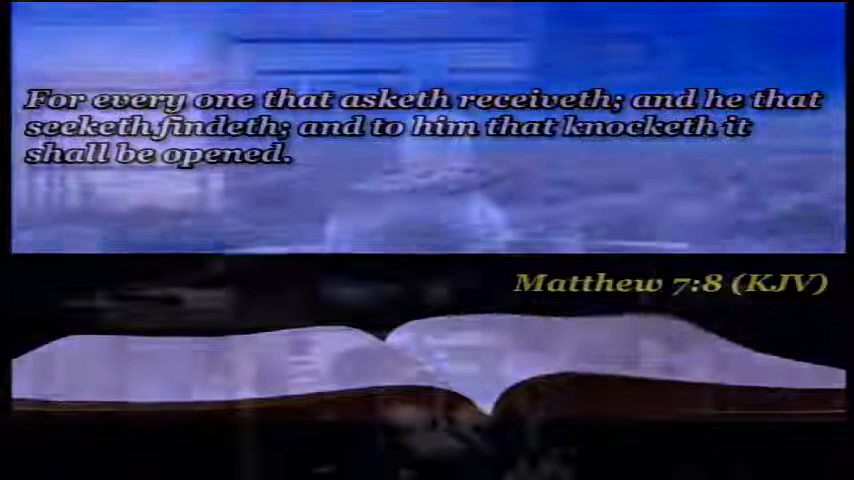 For every one that asketh receiveth; and he that
seeketh findeth; and to him that knocketh it
shall be opened.
Matthew 7:8 (KJV)